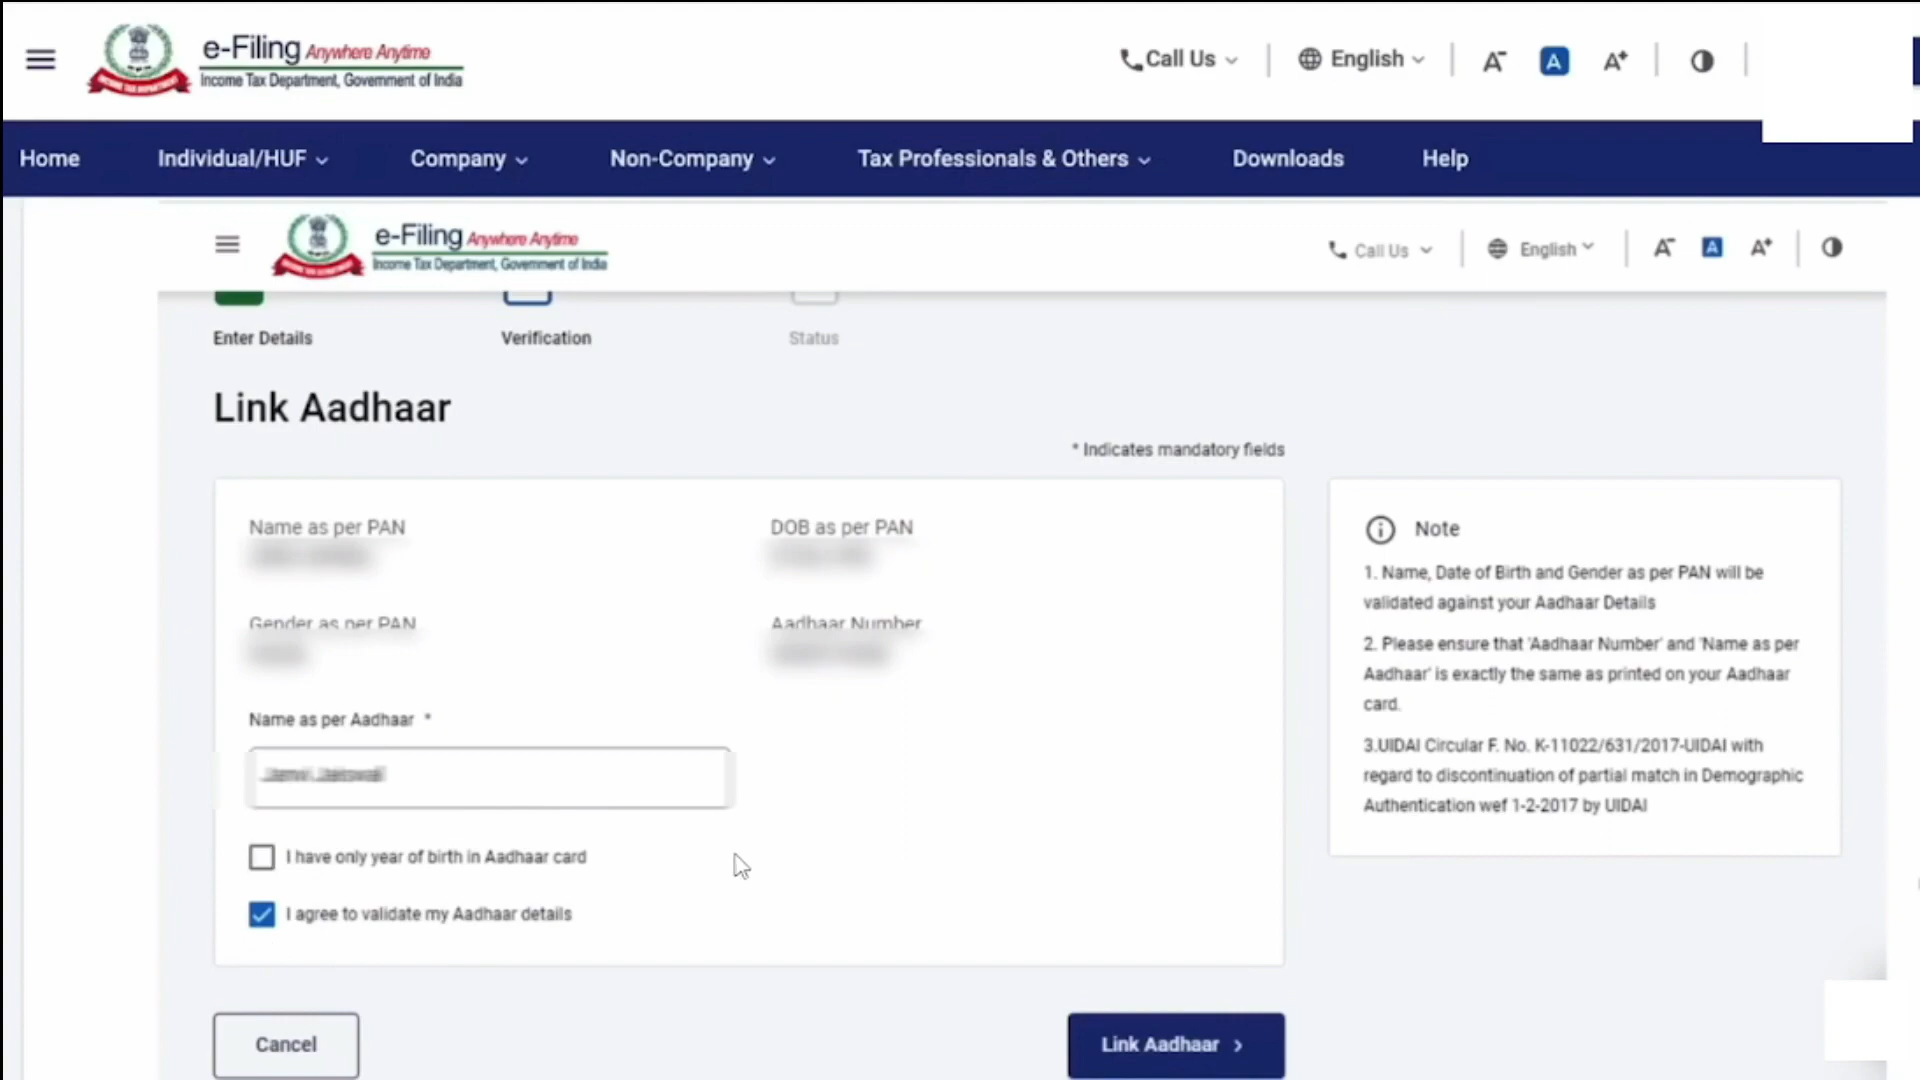 e-Filing Anywhere Anytime
Income Tax Department, Government of India
Call Us
English
A-
A
A+
Home
Individual/HUF
Company
Non-Company
Tax Professionals & Others
Downloads
Help
e-Filing Anywhere Anytime
Income Tax Department, Government of India
Call Us
English
A-
A
A+
Enter Details
Verification
Status
Link Aadhaar
* Indicates mandatory fields
Name as per PAN
DOB as per PAN
Gender as per PAN
Aadhaar Number
Name as per Aadhaar *
I have only year of birth in Aadhaar card
I agree to validate my Aadhaar details
Cancel
Link Aadhaar >
Note
1. Name, Date of Birth and Gender as per PAN will be
validated against your Aadhaar Details
2. Please ensure that 'Aadhaar Number' and 'Name as per
Aadhaar' is exactly the same as printed on your Aadhaar
card.
3.UIDAI Circular F. No. K-11022/631/2017-UIDAI with
regard to discontinuation of partial match in Demographic
Authentication wef 1-2-2017 by UIDAI